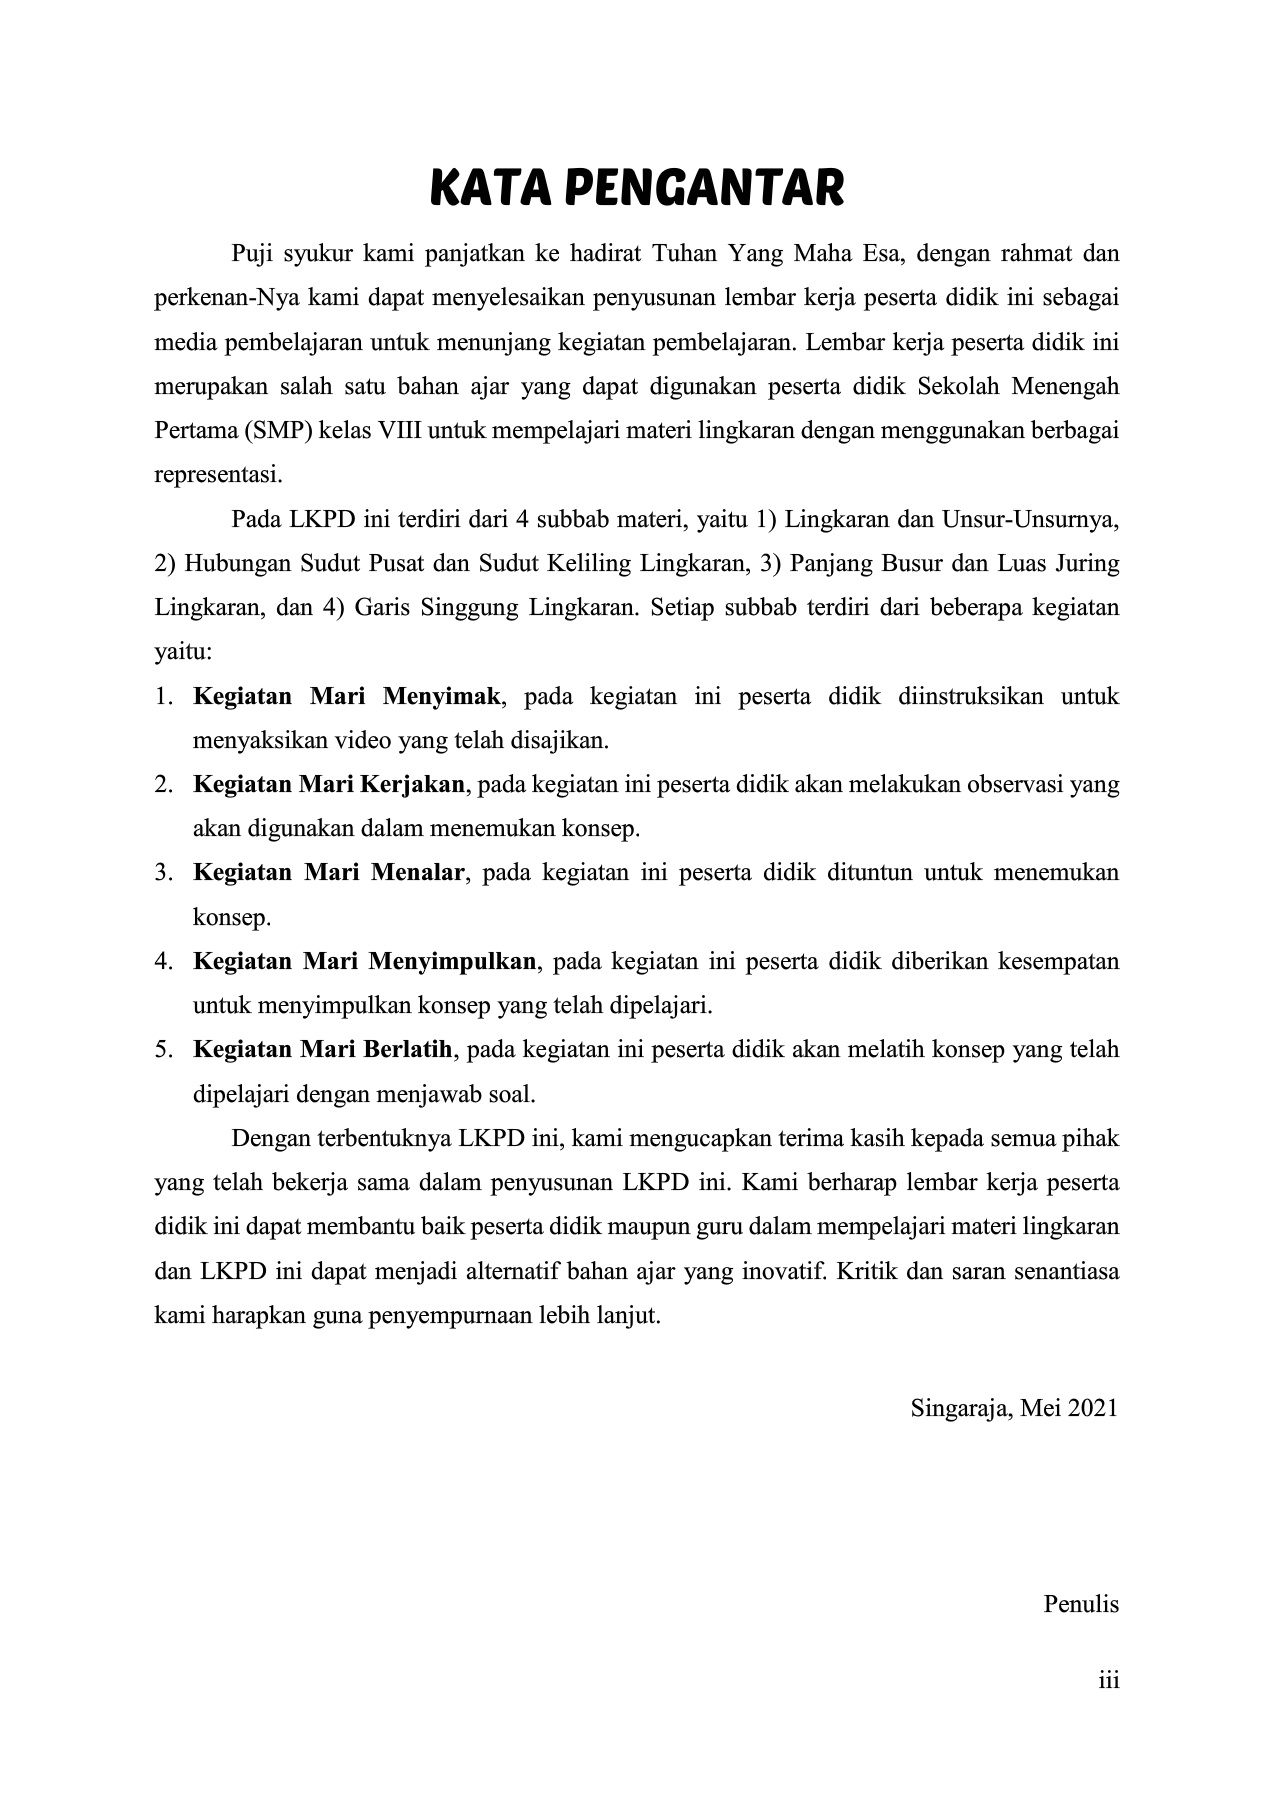 KATA PENGANTAR
Puji syukur kami panjatkan ke hadirat Tuhan Yang Maha Esa, dengan rahmat dan
perkenan-Nya kami dapat menyelesaikan penyusunan lembar kerja peserta didik ini sebagai
media pembelajaran untuk menunjang kegiatan pembelajaran. Lembar kerja peserta didik ini
merupakan salah satu bahan ajar yang dapat digunakan peserta didik Sekolah Menengah
Pertama (SMP) kelas VIII untuk mempelajari materi lingkaran dengan menggunakan berbagai
representasi.
Pada LKPD ini terdiri dari 4 subbab materi, yaitu 1) Lingkaran dan Unsur-Unsurnya,
2) Hubungan Sudut Pusat dan Sudut Keliling Lingkaran, 3) Panjang Busur dan Luas Juring
Lingkaran, dan 4) Garis Singgung Lingkaran. Setiap subbab terdiri dari beberapa kegiatan
yaitu:
1. Kegiatan Mari Menyimak, pada kegiatan ini peserta didik diinstruksikan untuk
menyaksikan video yang telah disajikan.
2. Kegiatan Mari Kerjakan, pada kegiatan ini peserta didik akan melakukan observasi yang
akan digunakan dalam menemukan konsep.
3. Kegiatan Mari Menalar, pada kegiatan ini peserta didik dituntun untuk menemukan
konsep.
4. Kegiatan Mari Menyimpulkan, pada kegiatan ini peserta didik diberikan kesempatan
untuk menyimpulkan konsep yang telah dipelajari.
5. Kegiatan Mari Berlatih, pada kegiatan ini peserta didik akan melatih konsep yang telah
dipelajari dengan menjawab soal.
Dengan terbentuknya LKPD ini, kami mengucapkan terima kasih kepada semua pihak
yang telah bekerja sama dalam penyusunan LKPD ini. Kami berharap lembar kerja peserta
didik ini dapat membantu baik peserta didik maupun guru dalam mempelajari materi lingkaran
dan LKPD ini dapat menjadi alternatif bahan ajar yang inovatif. Kritik dan saran senantiasa
kami harapkan guna penyempurnaan lebih lanjut.
Singaraja, Mei 2021
Penulis
iii